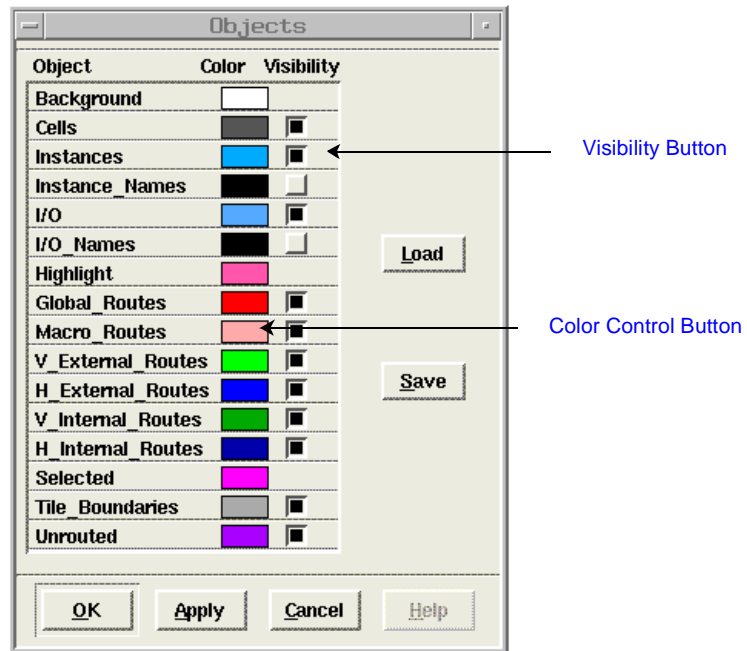 Objects
Object Color Visibility
Background
Cells
Instances
Visibility Button
Instance_Names
I/O
I/O_Names
Load
Highlight
Global_Routes
Macro_Routes
Color Control Button
V_External_Routes
H_External_Routes
Save
V_Internal_Routes
H_Internal_Routes
Selected
Tile_Boundaries
Unrouted
OK Apply Cancel Help